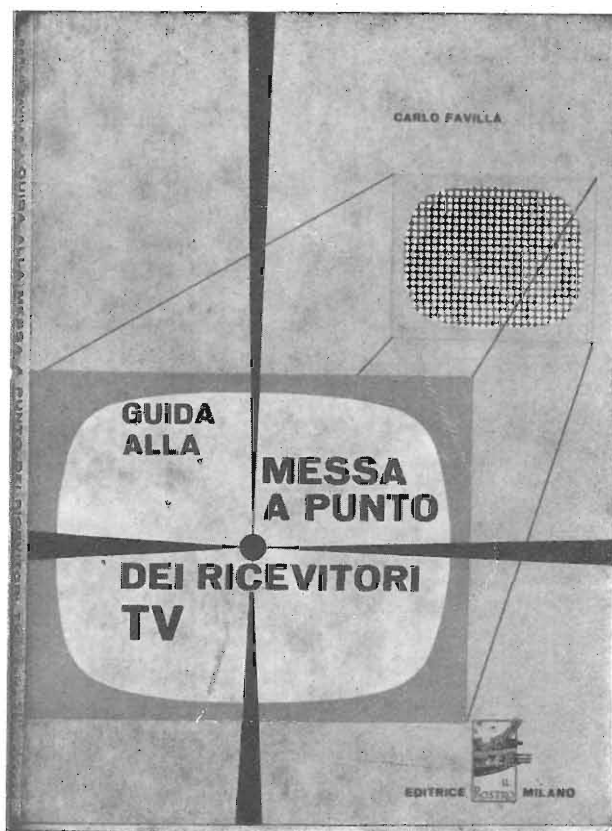 CARLO FAVILLA
GUIDA
ALLA
MESSA
A PUNTO
DEI RICEVITORI
TV
EDITRICE IL ROSTRO MILANO